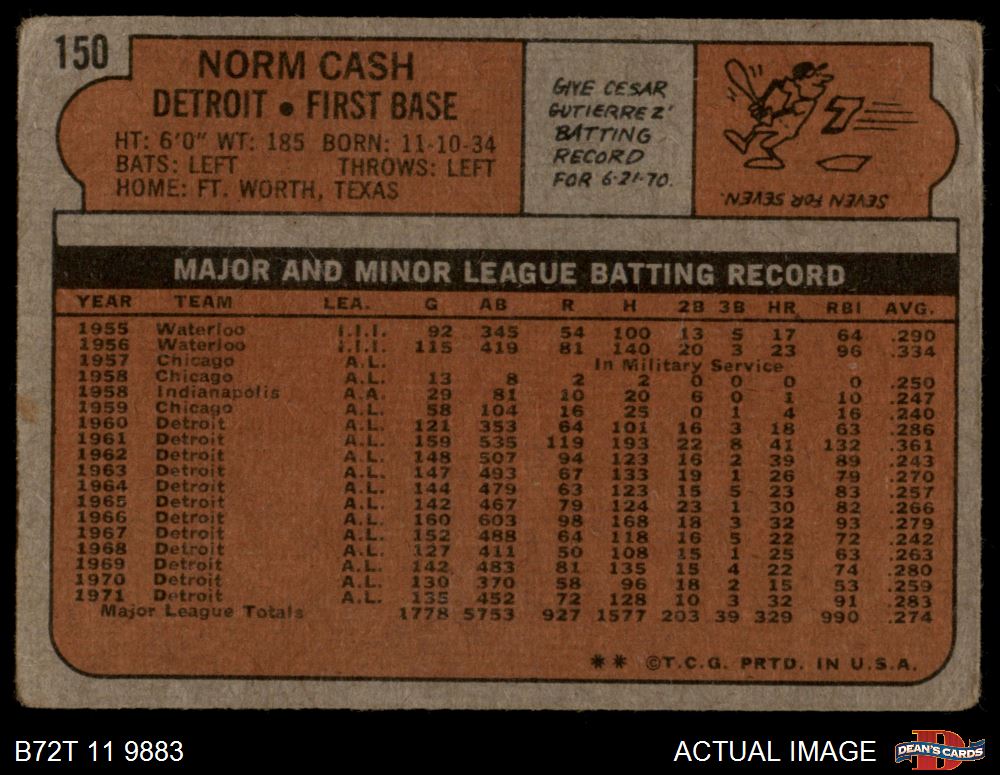 150
NORM CASH
DETROIT • FIRST BASE
HT: 6'0" WT: 185 BORN: 11-10-34
BATS: LEFT THROWS: LEFT
HOME: FT. WORTH, TEXAS
GIVE CESAR
GUTIERREZ'
BATTING
RECORD
FOR 6-21-70.
7
SEVEN FOR SEVEN.
MAJOR AND MINOR LEAGUE BATTING RECORD
YEAR TEAM LEA. G AB R H 2B 3B HR RBI AVG.
1955 Waterloo I.I.I. 92 345 54 100 13 5 17 64 .290
1956 Waterloo I.I.I. 115 419 81 140 20 3 23 96 .334
1957 Chicago A.L. In Military Service
1958 Chicago A.L. 13 8 2 2 0 0 0 0 .250
1958 Indianapolis A.A. 29 81 10 20 6 0 1 10 .247
1959 Chicago A.L. 58 104 16 25 0 1 4 16 .240
1960 Detroit A.L. 121 353 64 101 16 3 18 63 .286
1961 Detroit A.L. 159 535 119 193 22 8 41 132 .361
1962 Detroit A.L. 148 507 94 123 16 2 39 89 .243
1963 Detroit A.L. 147 493 67 133 19 1 26 79 .270
1964 Detroit A.L. 144 479 63 123 15 5 23 83 .257
1965 Detroit A.L. 142 467 79 124 23 1 30 82 .266
1966 Detroit A.L. 160 603 98 168 18 3 32 93 .279
1967 Detroit A.L. 152 488 64 118 16 5 22 72 .242
1968 Detroit A.L. 127 411 50 108 15 1 25 63 .263
1969 Detroit A.L. 142 483 81 135 15 4 22 74 .280
1970 Detroit A.L. 130 370 58 96 18 2 15 53 .259
1971 Detroit A.L. 135 452 72 128 10 3 32 91 .283
Major League Totals 1778 5753 927 1577 203 39 329 990 .274
** ©T.C.G. PRTD. IN U.S.A.
B72T 11 9883
ACTUAL IMAGE
DEAN'S CARDS